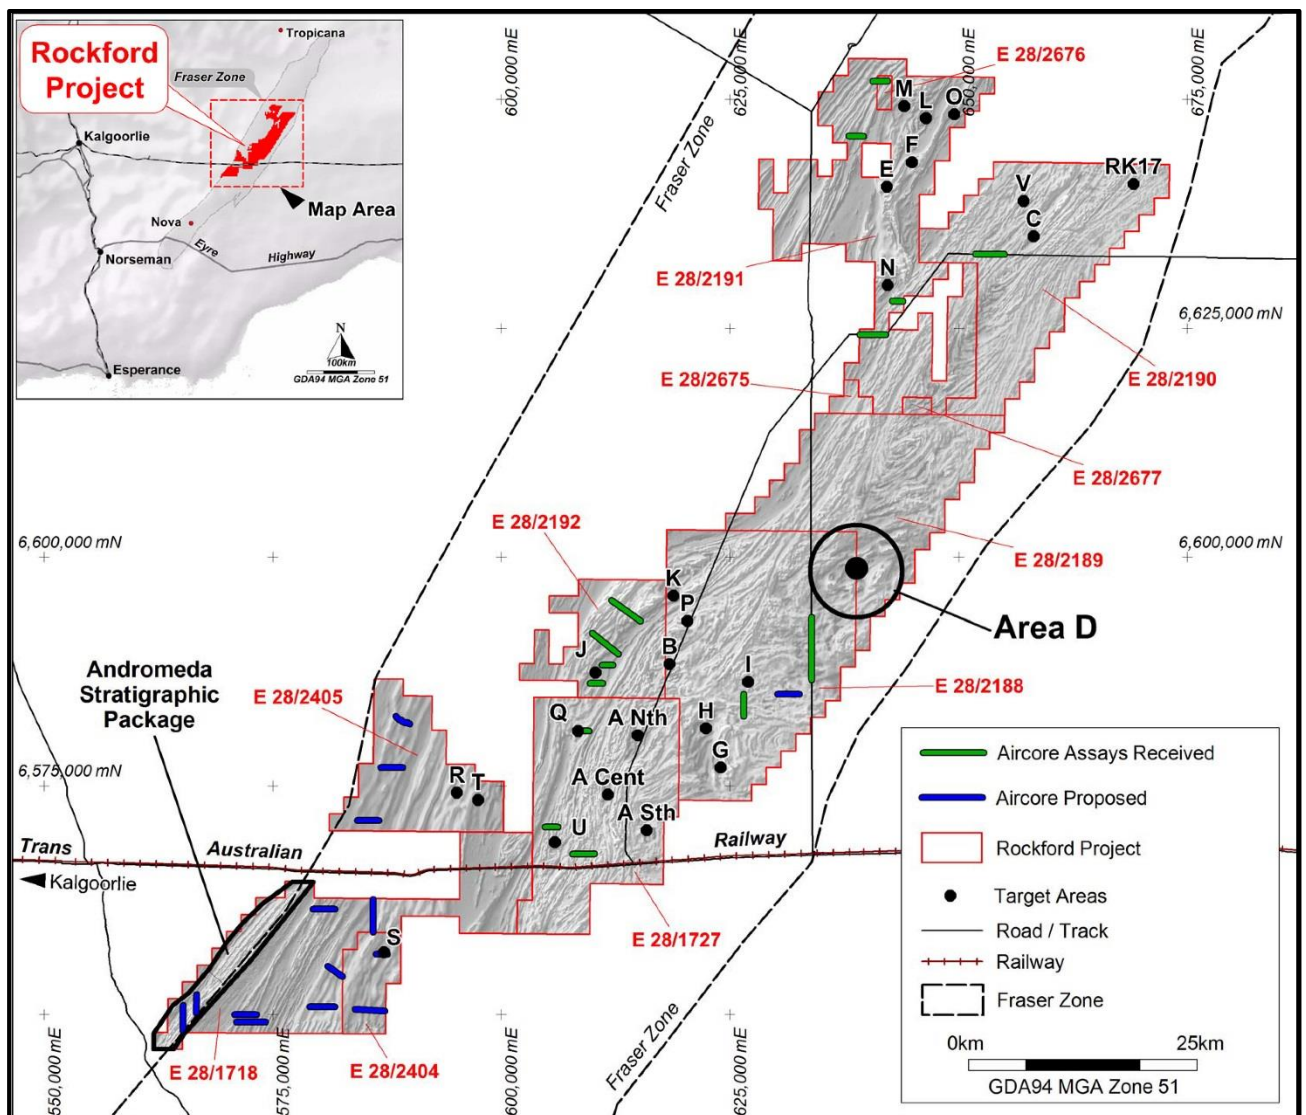 Tropicana
Rockford
Project
Fraser Zone
Kalgoorlie
Map Area
Nova
Norseman
Eyre
Highway
Esperance
N
100km
GDA94 MGA Zone 51
600,000 mE
625,000 mE
650,000 mE
675,000 mE
E 28/2676
M
L
O
F
E
V
RK17
C
Fraser Zone
E 28/2191
N
6,625,000 mN
E 28/2675
E 28/2190
E 28/2677
E 28/2192
6,600,000 mN
6,600,000 mN
E 28/2189
K
P
Area D
J
B
I
Andromeda
Stratigraphic
Package
E 28/2405
E 28/2188
Q
A Nth
H
G
6,575,000 mN
R
T
A Cent
A Sth
U
Trans
Australian
Railway
Kalgoorlie
S
E 28/1727
E 28/1718
E 28/2404
Fraser Zone
550,000 mE
575,000 mE
600,000 mE
625,000 mE
Aircore Assays Received
Aircore Proposed
Rockford Project
Target Areas
Road / Track
Railway
Fraser Zone
0km
25km
GDA94 MGA Zone 51